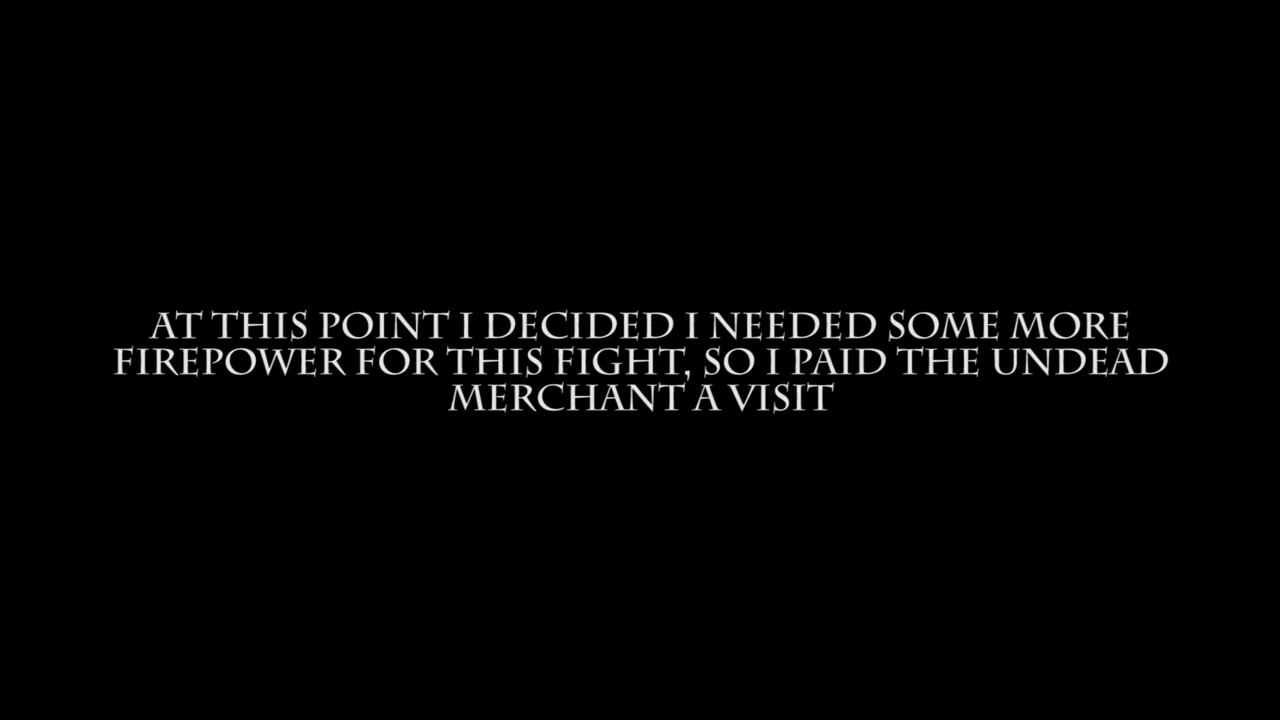 AT THIS POINT I DECIDED I NEEDED SOME MORE
FIREPOWER FOR THIS FIGHT, SO I PAID THE UNDEAD
MERCHANT A VISIT